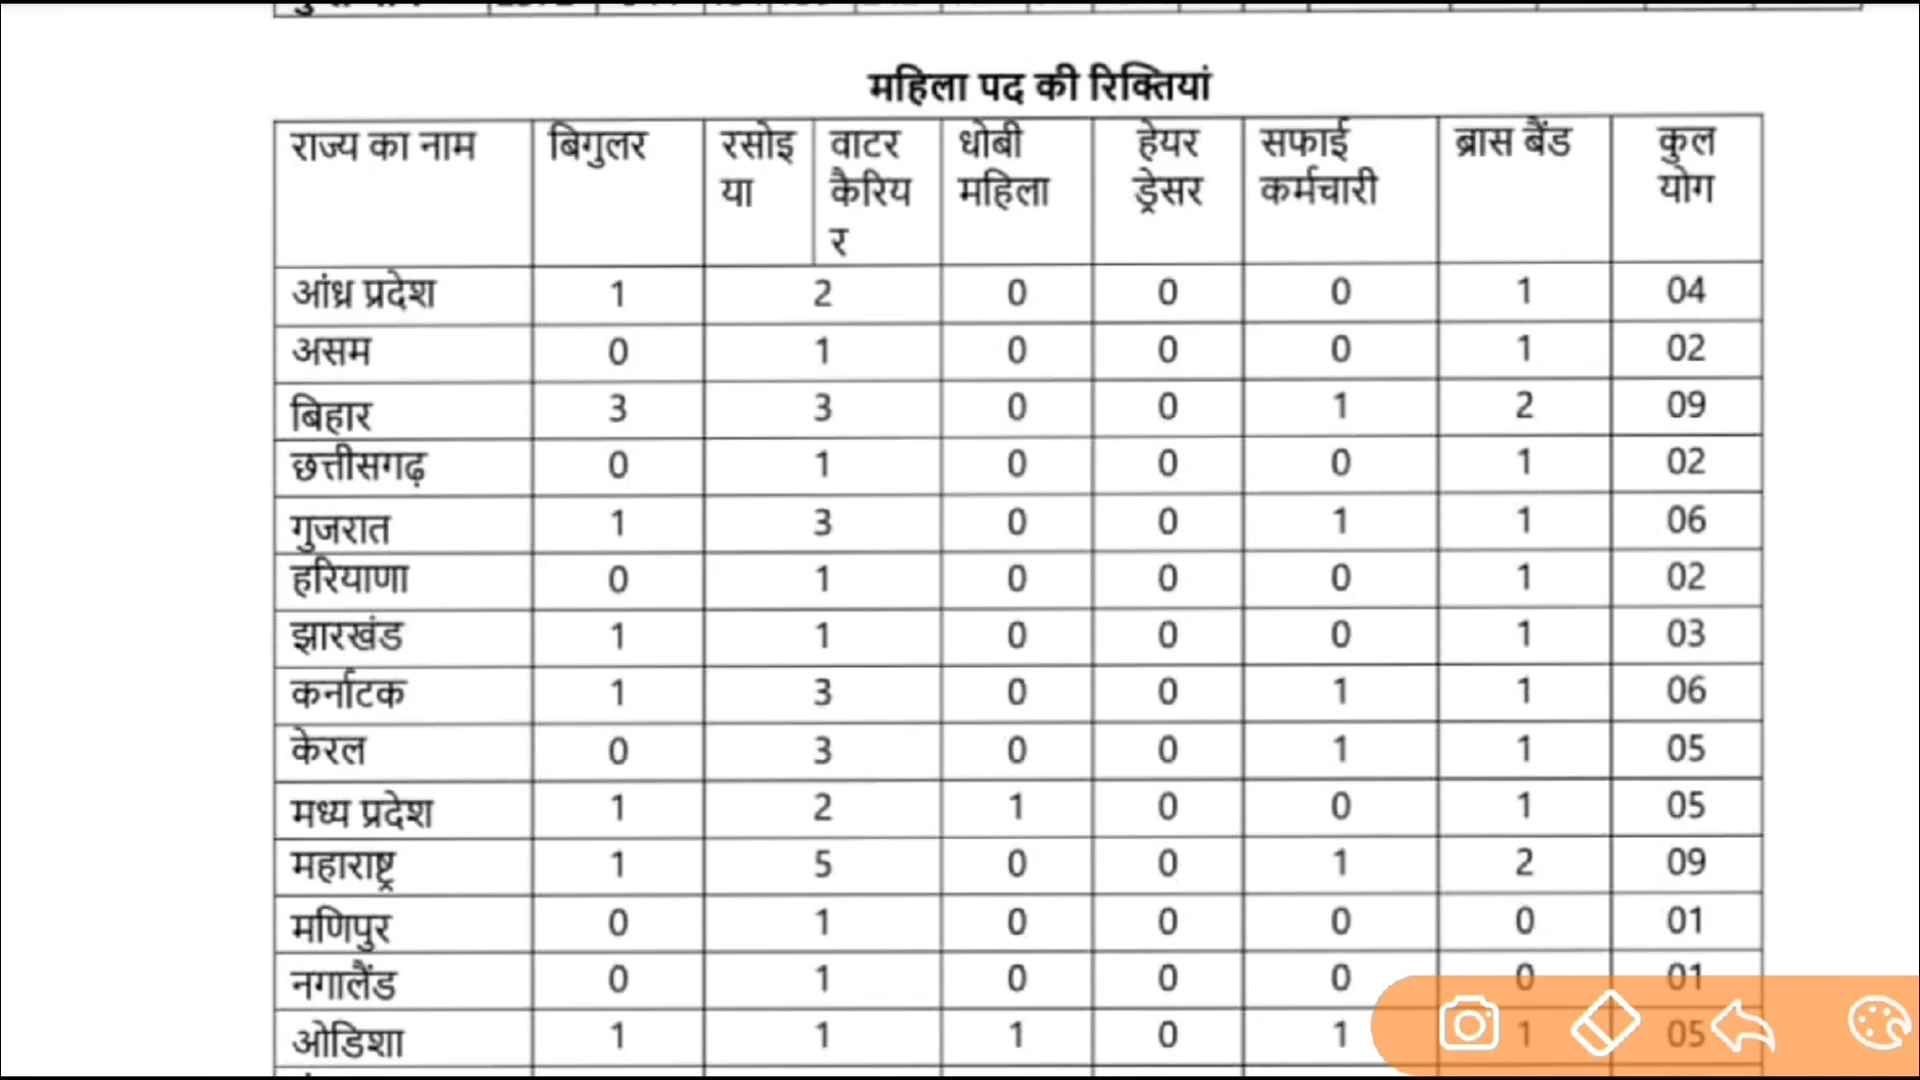 महिला पद की रिक्तियां
राज्य का नाम बिगुलर रसोइ या वाटर कैरिय र धोबी महिला हेयर ड्रेसर सफाई कर्मचारी ब्रास बैंड कुल योग
आंध्र प्रदेश 1 2 0 0 0 1 04
असम 0 1 0 0 0 1 02
बिहार 3 3 0 0 1 2 09
छत्तीसगढ़ 0 1 0 0 0 1 02
गुजरात 1 3 0 0 1 1 06
हरियाणा 0 1 0 0 0 1 02
झारखंड 1 1 0 0 0 1 03
कर्नाटक 1 3 0 0 1 1 06
केरल 0 3 0 0 1 1 05
मध्य प्रदेश 1 2 1 0 0 1 05
महाराष्ट्र 1 5 0 0 1 2 09
मणिपुर 0 1 0 0 0 0 01
नगालैंड 0 1 0 0 0 0 01
ओडिशा 1 1 1 0 1 1 05